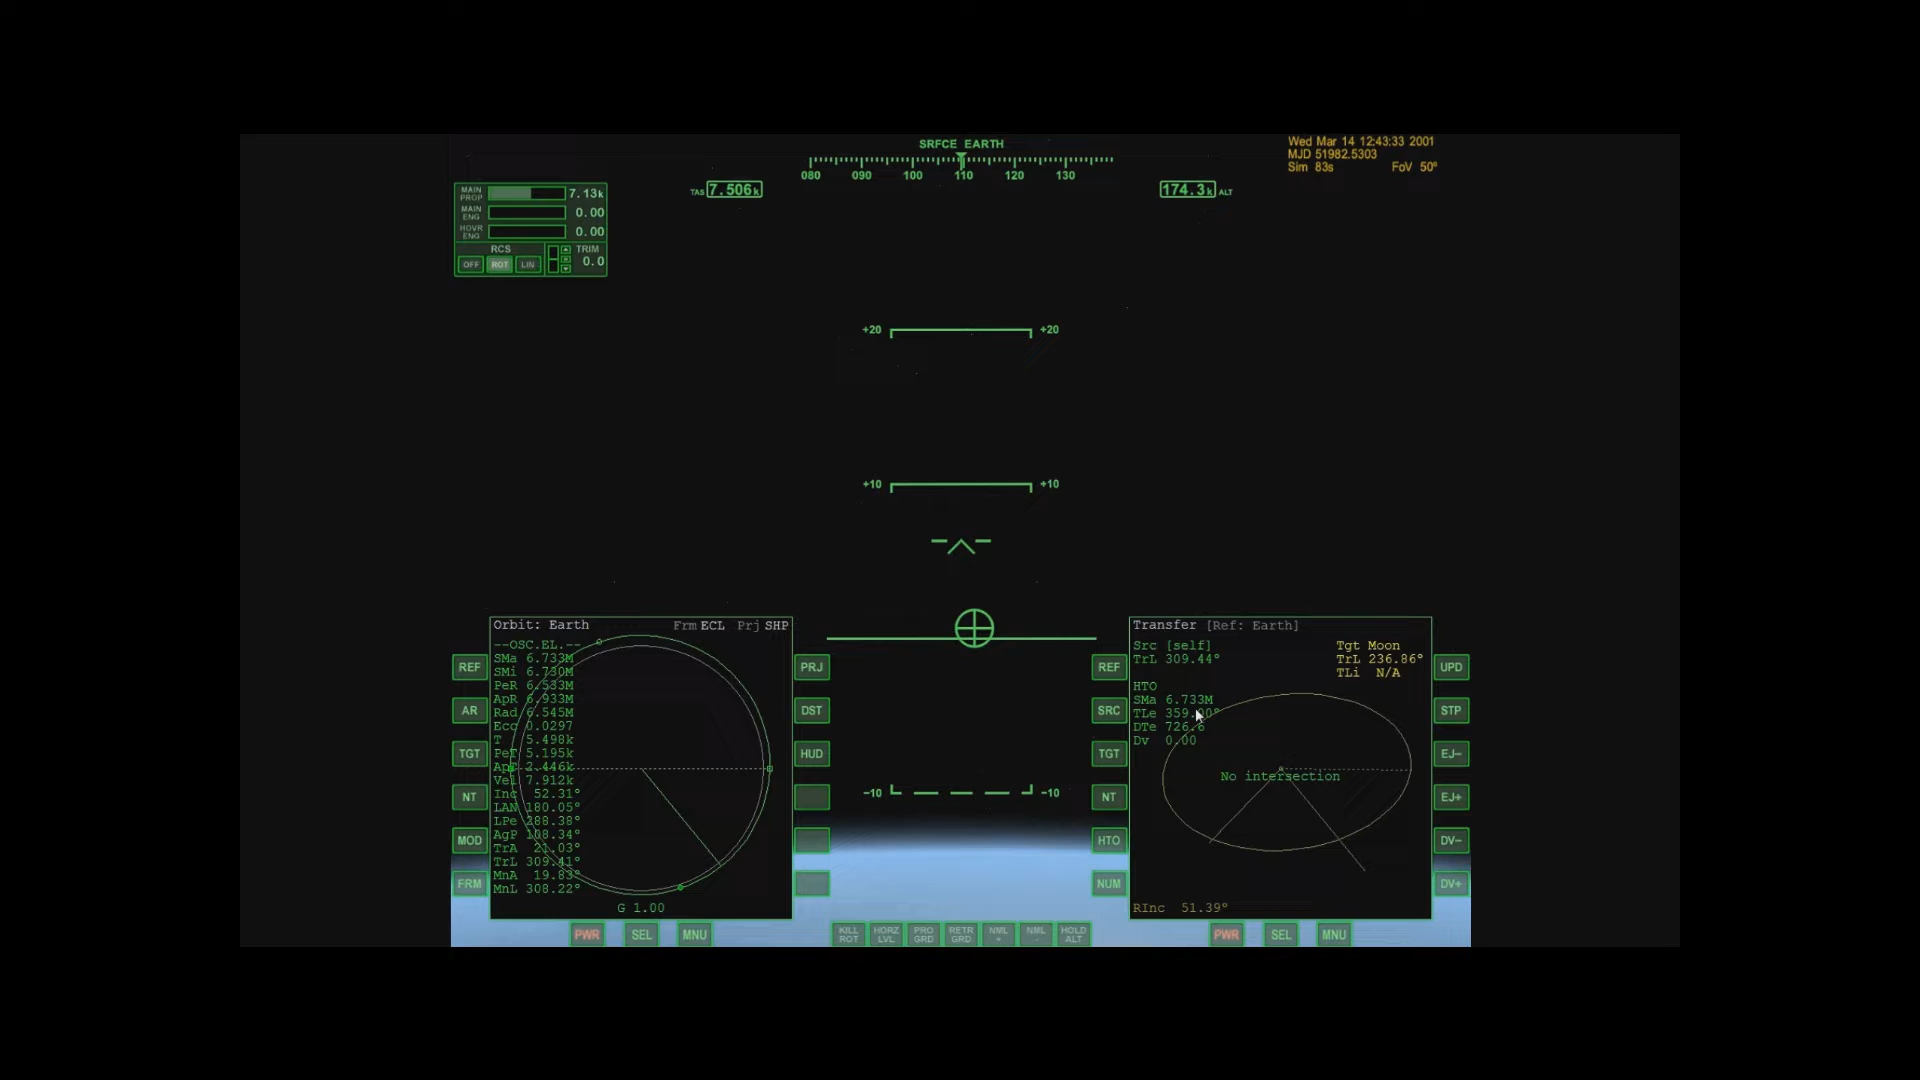 SRFCE EARTH
080 090 100 110 120 130
TAS 7.506k
174.3k ALT
Wed Mar 14 12:43:33 2001
MJD 51982.5303
Sim 83s FoV 50°
MAIN PROP 7.13k
MAIN ENG 0.00
HOVR ENG 0.00
RCS TRIM
OFF ROT LIN 0.0
+20 +20
+10 +10
-10 -10
Orbit: Earth Frm ECL Prj SHP
--OSC.EL.--
SMa 6.733M
SMi 6.730M
PeR 6.533M
ApR 6.933M
Rad 6.545M
Ecc 0.0297
T 5.498k
PeT 5.195k
ApT 2.446k
Vel 7.912k
Inc 52.31°
LAN 180.05°
LPe 288.38°
AgP 108.34°
TrA 21.03°
TrL 309.41°
MnA 19.83°
MnL 308.22°
G 1.00
REF
AR
TGT
NT
MOD
FRM
PRJ
DST
HUD
PWR SEL MNU
KILL ROT
HORZ LVL
PRO GRD
RETR GRD
NML +
NML -
HOLD ALT
Transfer [Ref: Earth]
Src [self]
TrL 309.44°
Tgt Moon
TrL 236.86°
TLi N/A
HTO
SMa 6.733M
TLe
DTe 726.6
Dv 0.00
No intersection
RInc 51.39°
REF
SRC
TGT
NT
HTO
NUM
UPD
STP
EJ-
EJ+
DV-
DV+
PWR SEL MNU